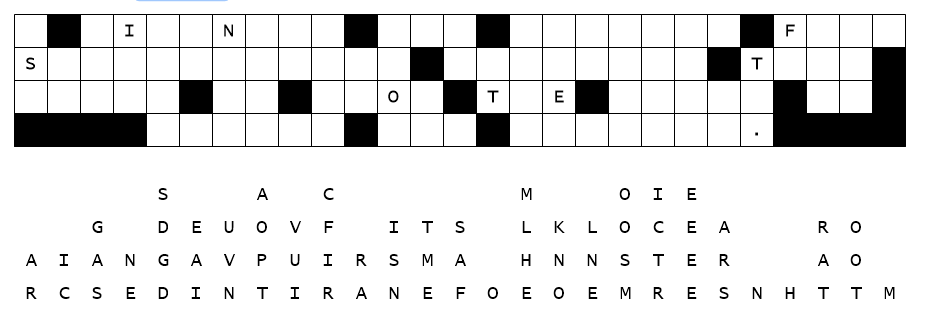 I N F
S T
O T E
.
S A C M O I E
G D E U O V F I T S L K L O C E A R O
A I A N G A V P U I R S M A H N N S T E R A O
R C S E D I N T I R A N E F O E O E M R E S N H T T M